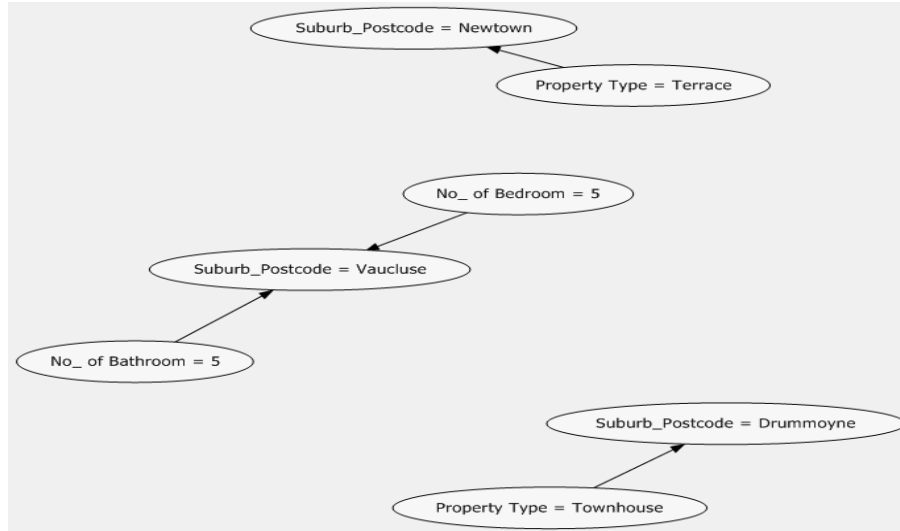 Suburb_Postcode = Newtown
Property Type = Terrace
No_ of Bedroom = 5
Suburb_Postcode = Vaucluse
No_ of Bathroom = 5
Suburb_Postcode = Drummoyne
Property Type = Townhouse